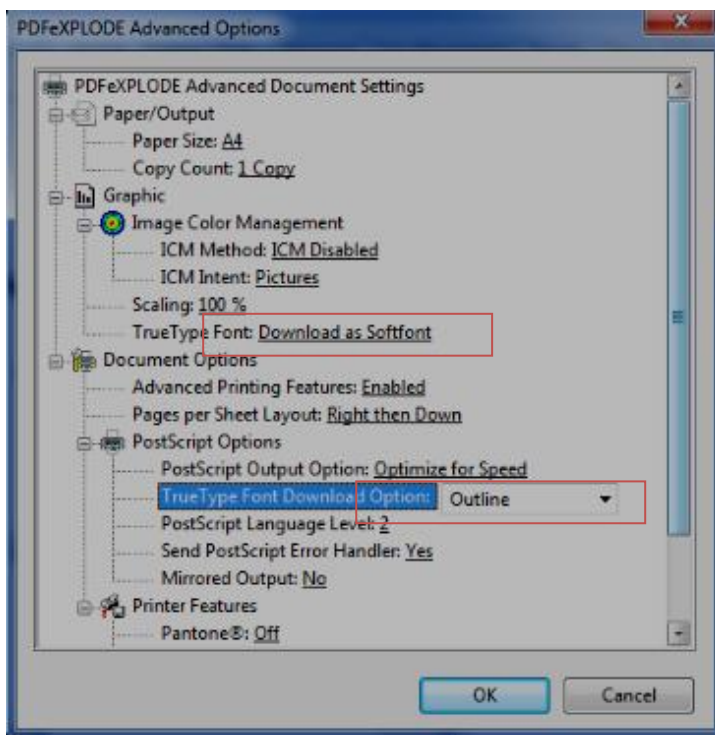 PDFeXPLODE Advanced Options
PDFeXPLODE Advanced Document Settings
Paper/Output
Paper Size: A4
Copy Count: 1 Copy
Graphic
Image Color Management
ICM Method: ICM Disabled
ICM Intent: Pictures
Scaling: 100 %
TrueType Font: Download as Softfont
Document Options
Advanced Printing Features: Enabled
Pages per Sheet Layout: Right then Down
PostScript Options
PostScript Output Option: Optimize for Speed
TrueType Font Download Option: Outline
PostScript Language Level: 2
Send PostScript Error Handler: Yes
Mirrored Output: No
Printer Features
Pantone®: Off
OK Cancel